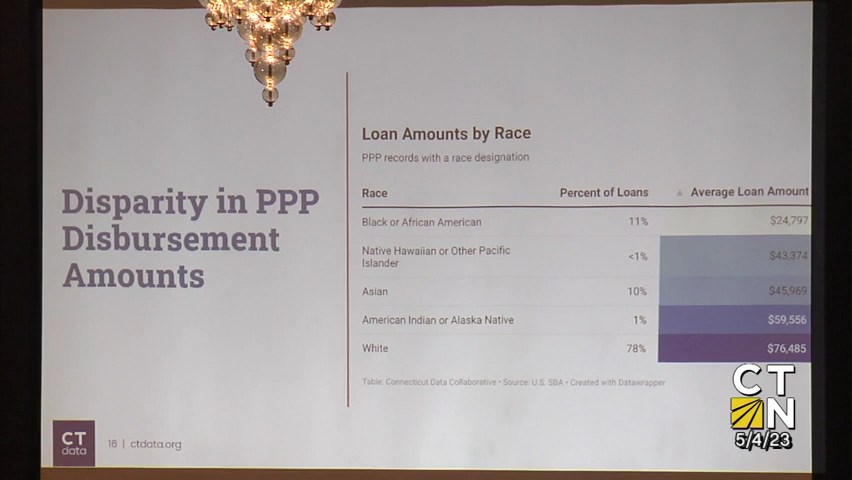 Disparity in PPP
Disbursement
Amounts
Loan Amounts by Race
PPP records with a race designation
Race Percent of Loans ▲ Average Loan Amount
Black or African American 11% $24,797
Native Hawaiian or Other Pacific
Islander <1% $43,374
Asian 10% $45,969
American Indian or Alaska Native 1% $59,556
White 78% $76,485
Table: Connecticut Data Collaborative • Source: U.S. SBA • Created with Datawrapper
CT
data
16 | ctdata.org
CT
N
5/4/23